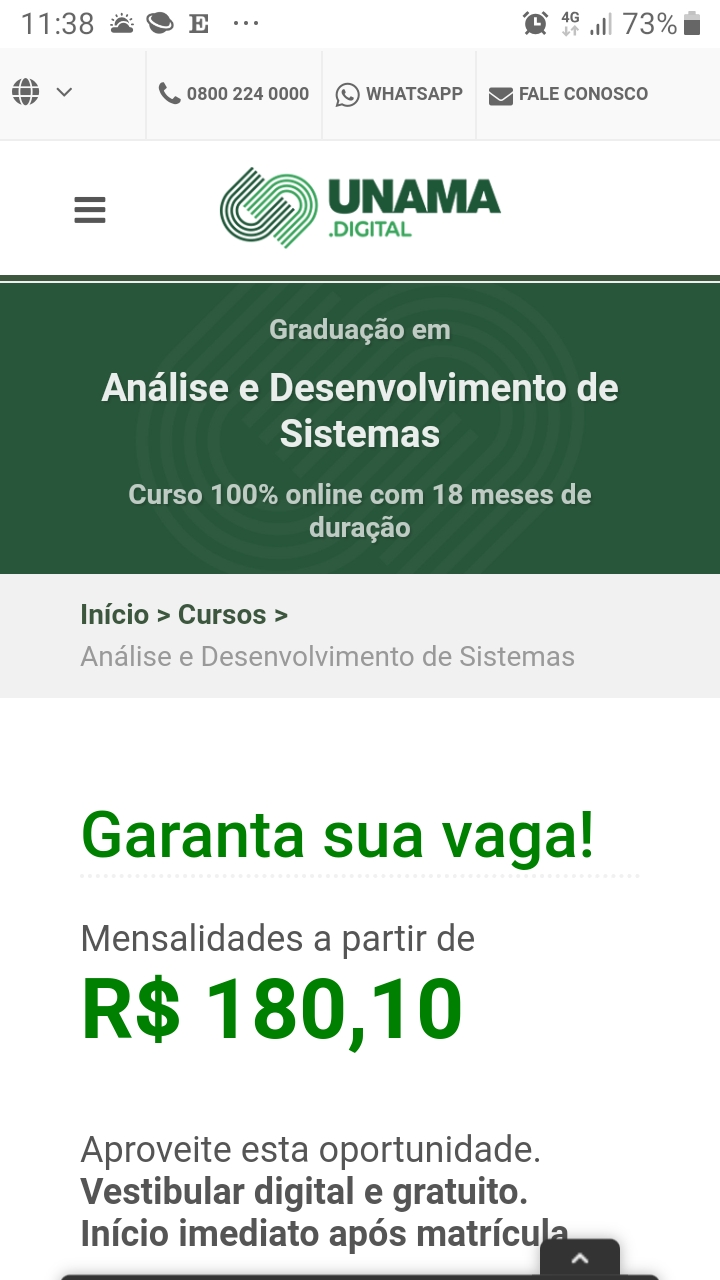 11:38 E ... 4G 73%
0800 224 0000 WHATSAPP FALE CONOSCO
UNAMA
.DIGITAL
Graduação em
Análise e Desenvolvimento de
Sistemas
Curso 100% online com 18 meses de
duração
Início > Cursos >
Análise e Desenvolvimento de Sistemas
Garanta sua vaga!
Mensalidades a partir de
R$ 180,10
Aproveite esta oportunidade.
Vestibular digital e gratuito.
Início imediato após matrícula